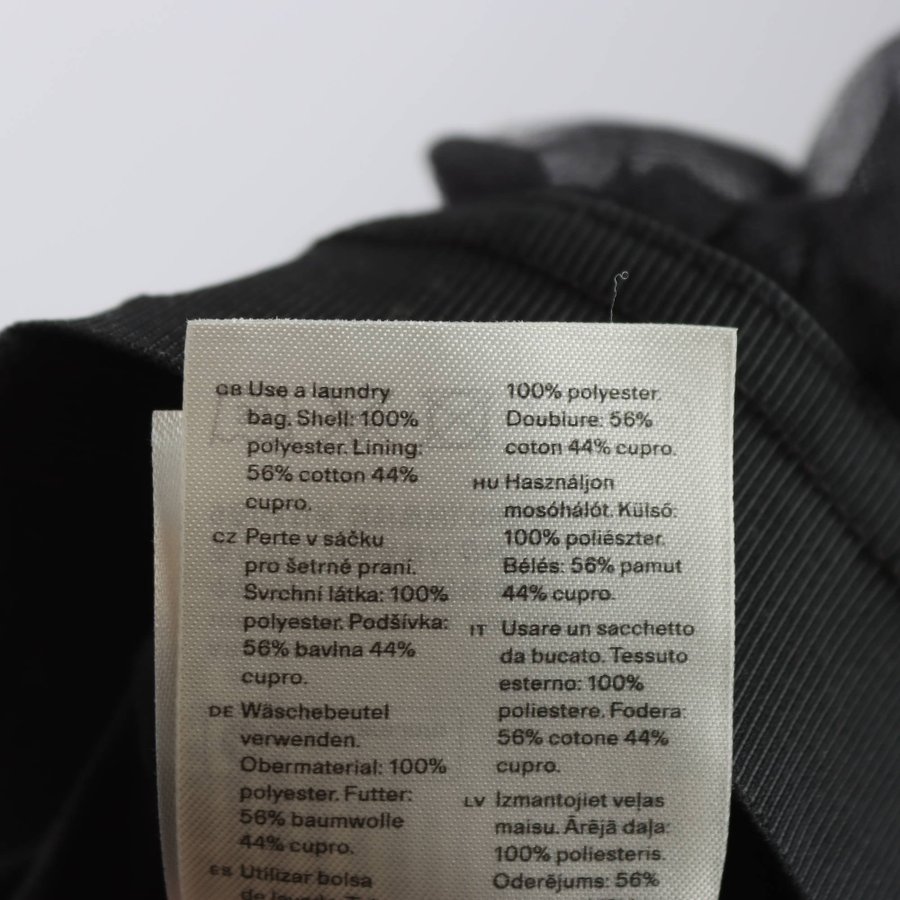 GB Use a laundry
bag. Shell: 100%
polyester. Lining:
56% cotton 44%
cupro.
CZ Perte v sáčku
pro šetrné praní.
Svrchní látka: 100%
polyester. Podšívka:
56% bavlna 44%
cupro.
DE Wäschebeutel
verwenden.
Obermaterial: 100%
polyester. Futter:
56% baumwolle
44% cupro.
ES Utilizar bolsa
100% polyester.
Doublure: 56%
coton 44% cupro.
HU Használjon
mosóhálót. Külső:
100% poliészter.
Bélés: 56% pamut
44% cupro.
IT Usare un sacchetto
da bucato. Tessuto
esterno: 100%
poliestere. Fodera:
56% cotone 44%
cupro.
LV Izmantojiet veļas
maisu. Ārējā daļa:
100% poliesteris.
Oderējums: 56%